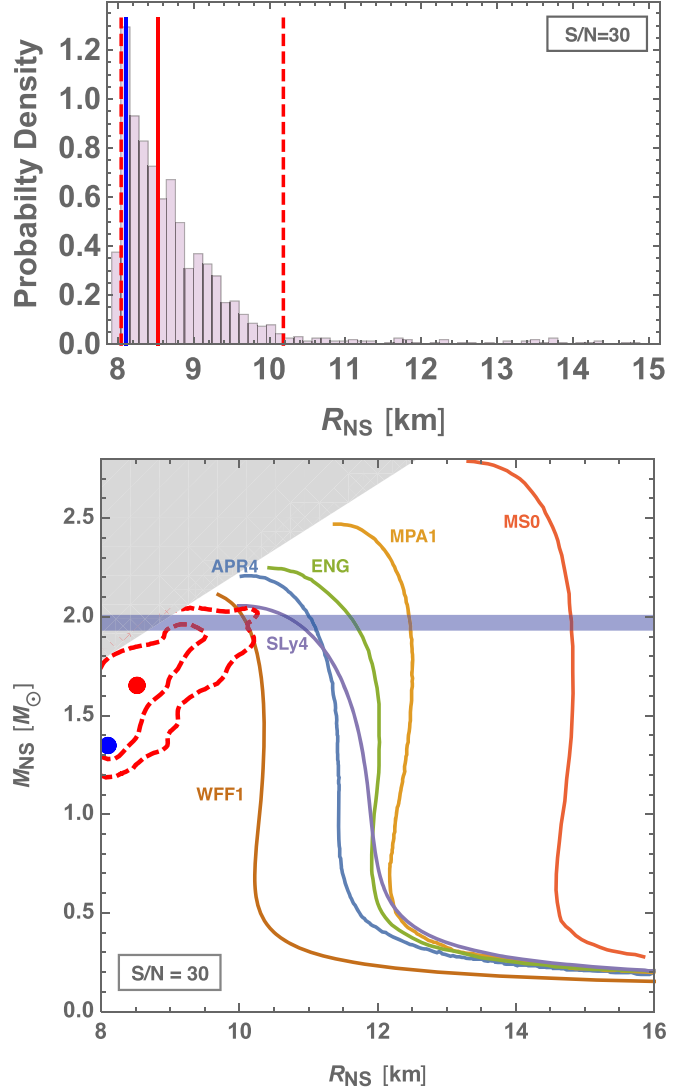 S/N=30
Probabilty Density
1.2
1.0
0.8
0.6
0.4
0.2
0.0
8 9 10 11 12 13 14 15
R_NS [km]
MS0
MPA1
2.5
APR4 ENG
2.0
SLy4
M_NS [M_⊙]
1.5
WFF1
1.0
0.5
S/N = 30
0.0
8 10 12 14 16
R_NS [km]